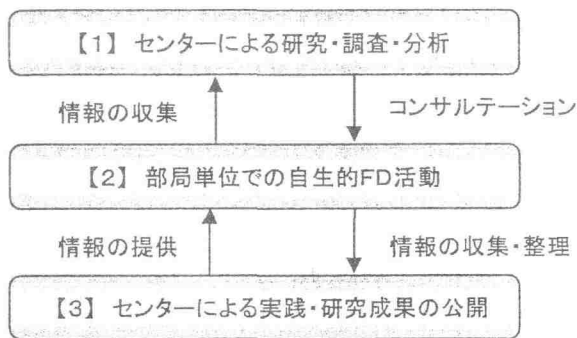 【1】 センターによる研究・調査・分析
情報の収集
コンサルテーション
【2】 部局単位での自生的FD活動
情報の提供
情報の収集・整理
【3】 センターによる実践・研究成果の公開